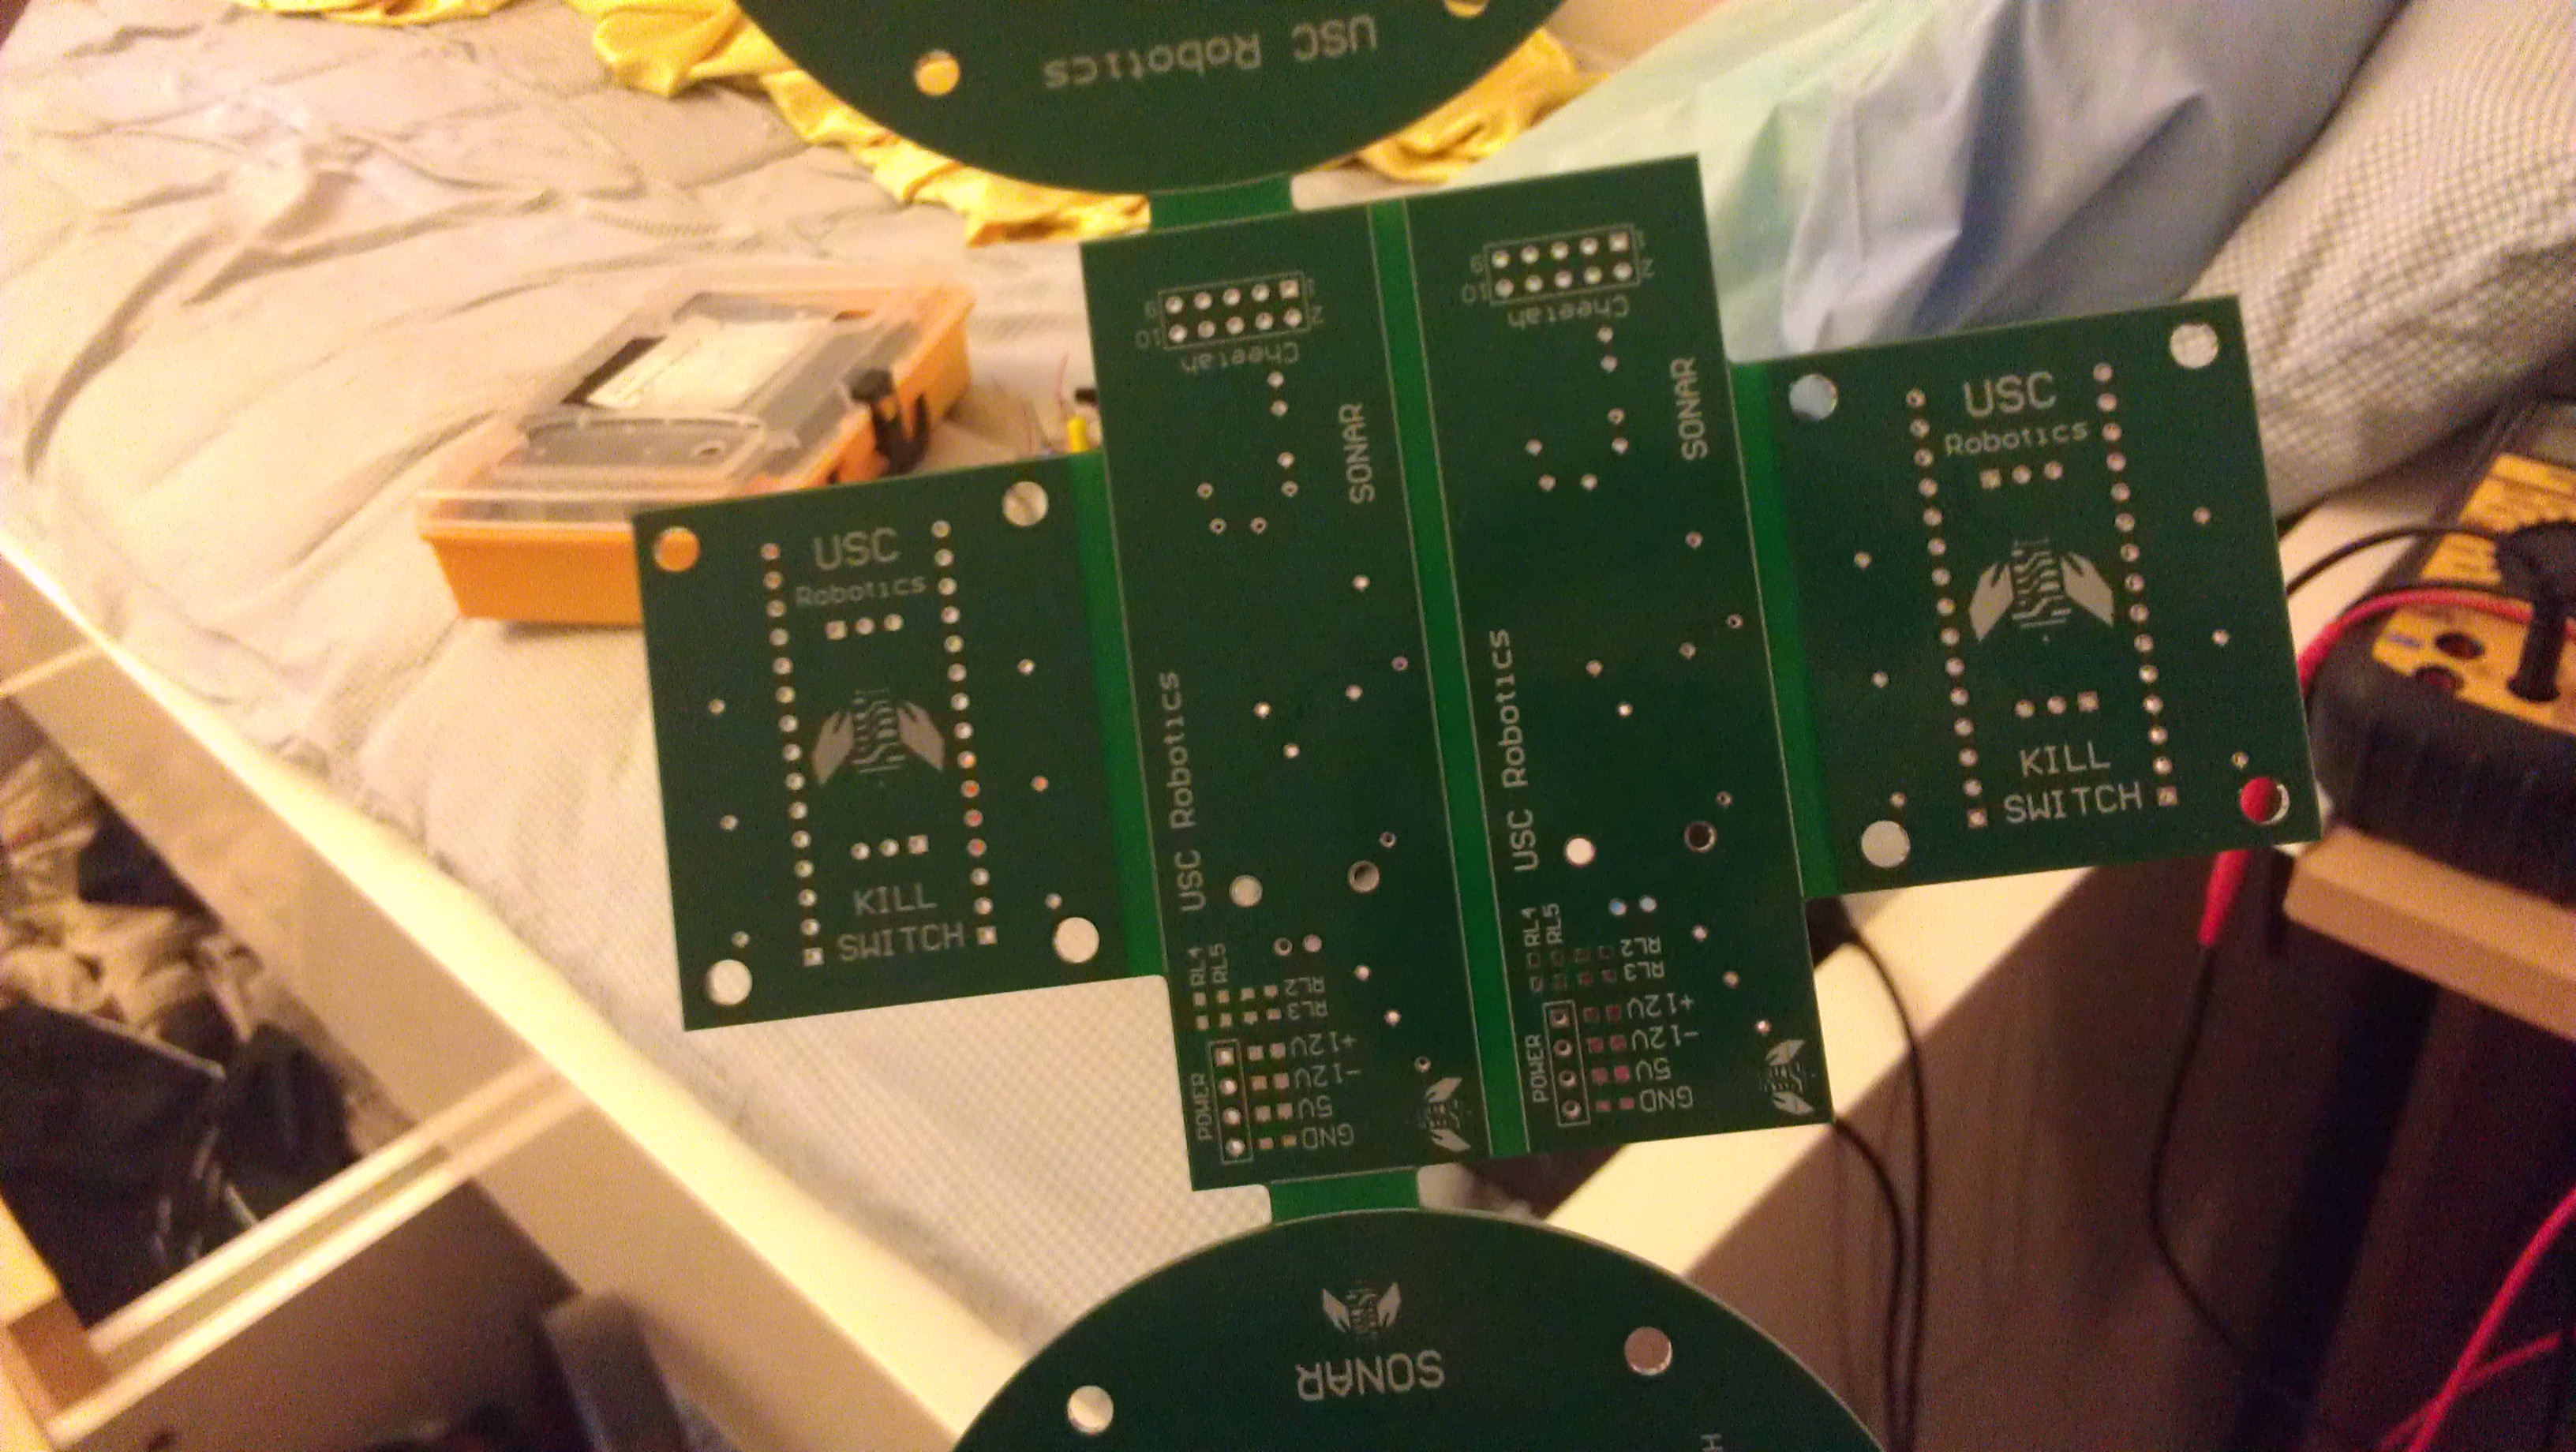 USC Robotics
1
2
9
10
Cheetah
SONAR
USC Robotics
RL4
RL5
RL2
RL3
POWER
+12V
-12V
5V
GND
1
2
9
10
Cheetah
SONAR
USC Robotics
RL4
RL5
RL2
RL3
POWER
+12V
-12V
5V
GND
USC
Robotics
KILL
SWITCH
USC
Robotics
KILL
SWITCH
SONAR
H